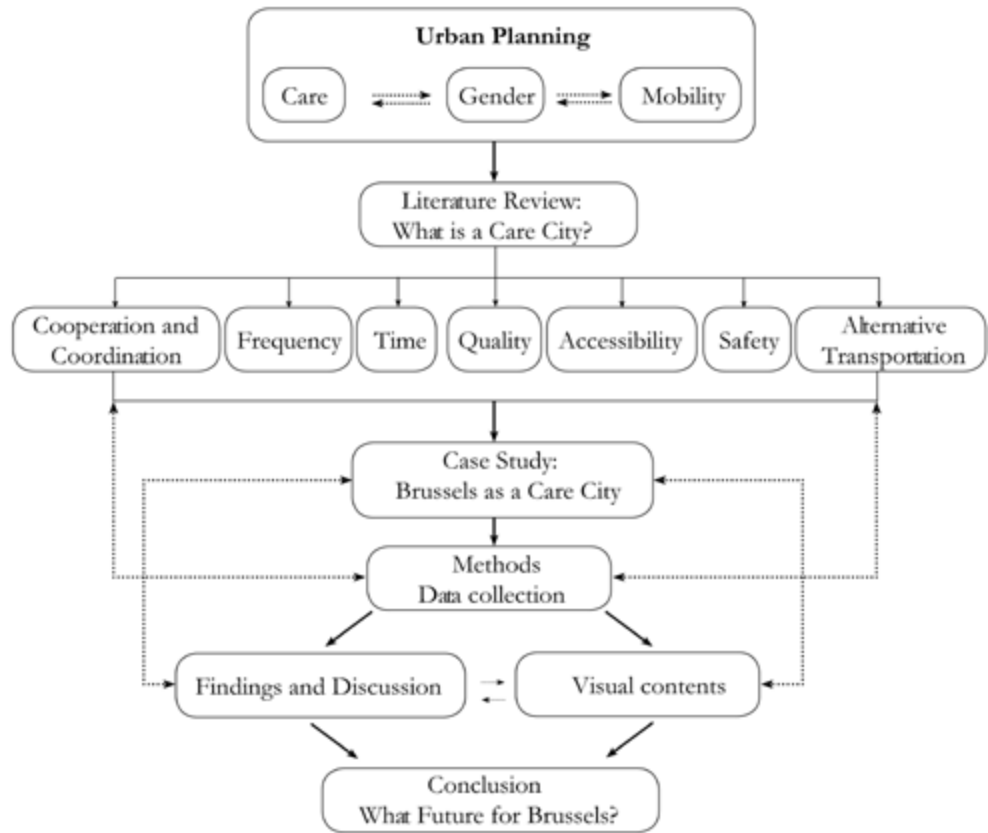 Urban Planning
Care
Gender
Mobility
Literature Review:
What is a Care City?
Cooperation and
Coordination
Frequency
Time
Quality
Accessibility
Safety
Alternative
Transportation
Case Study:
Brussels as a Care City
Methods
Data collection
Findings and Discussion
Visual contents
Conclusion
What Future for Brussels?